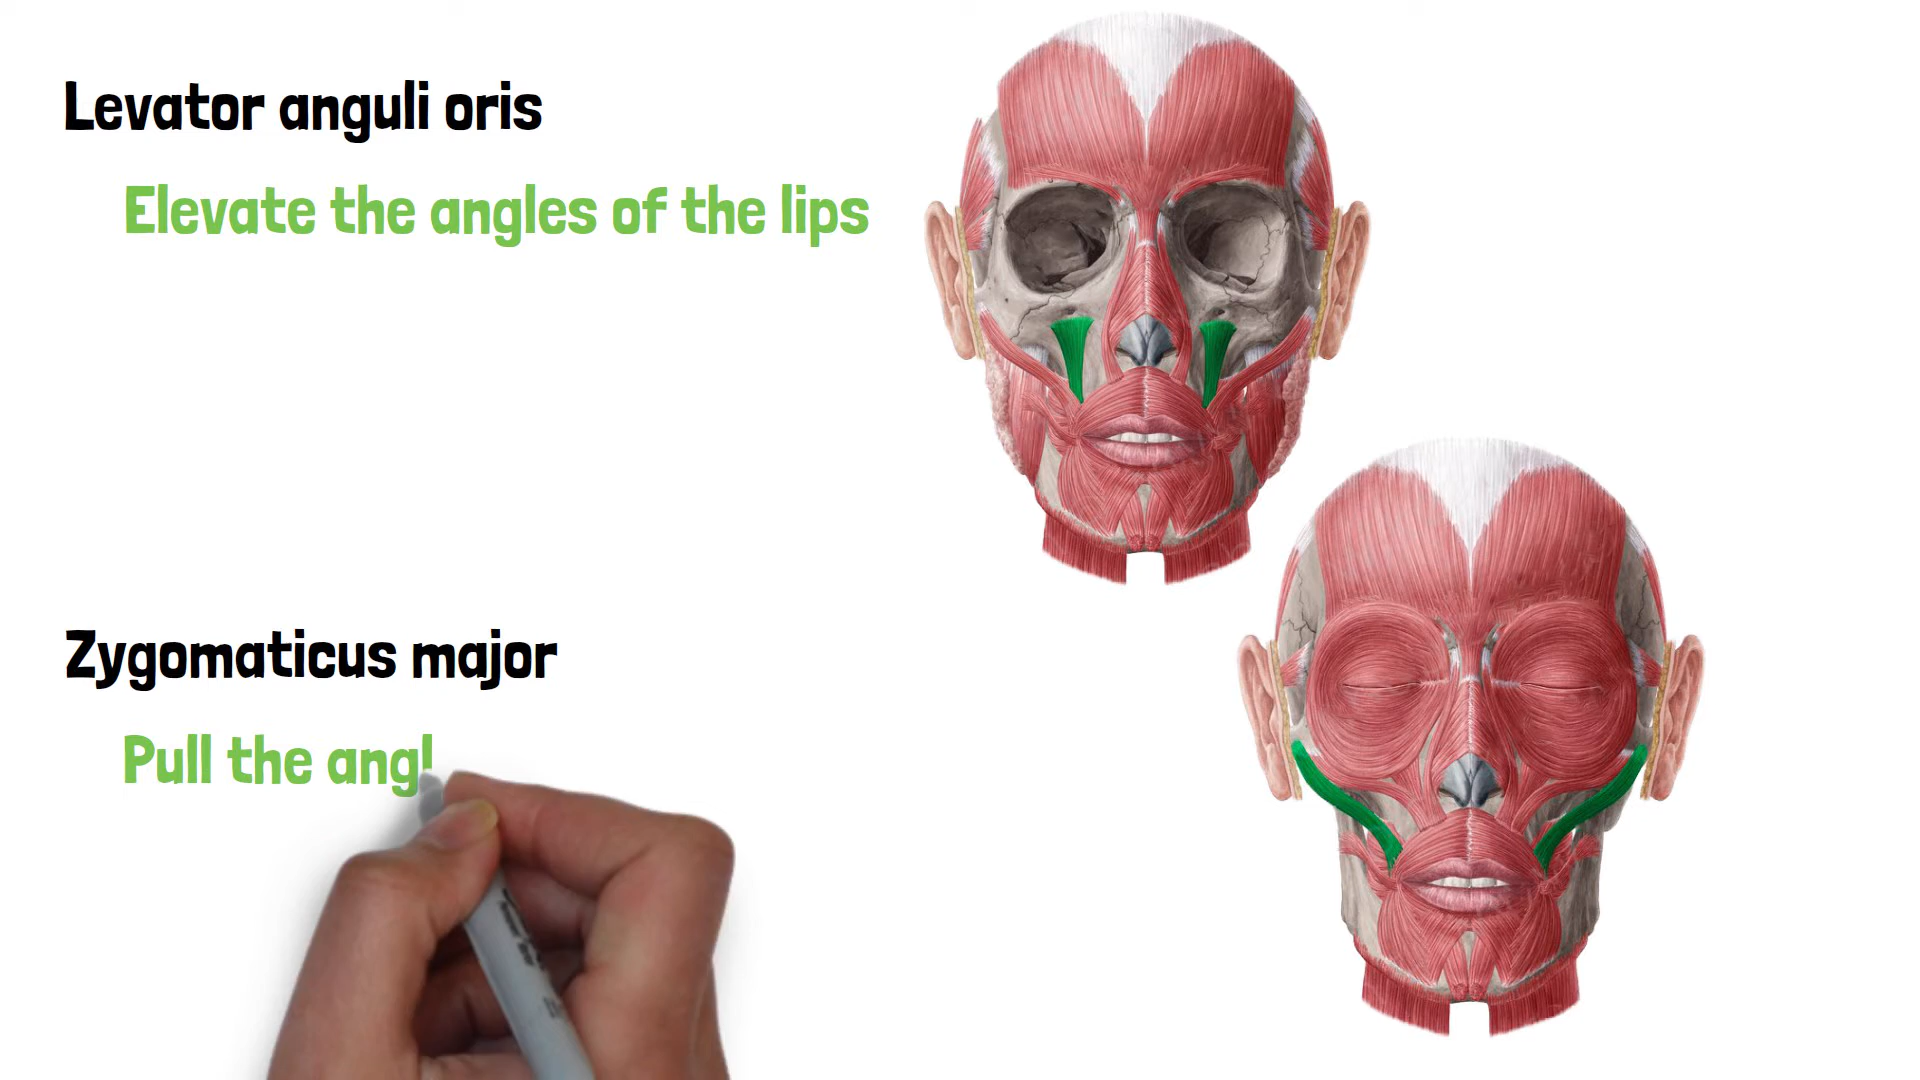 Levator anguli oris
Elevate the angles of the lips
Zygomaticus major
Pull the angl